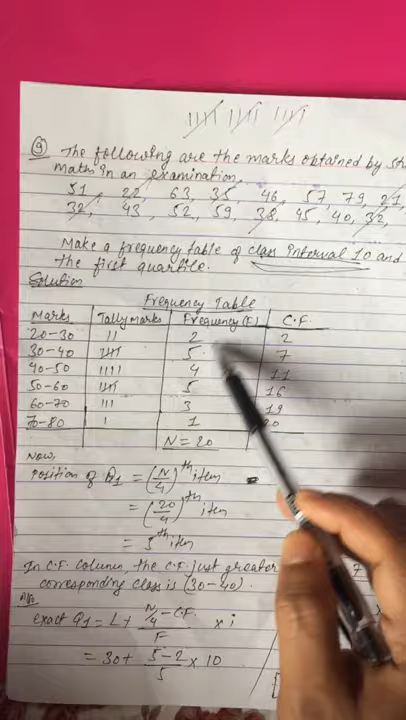 9 The following are the marks obtained by
maths in an examination.
51, 22, 63, 35, 46, 57, 79, 21,
32, 43, 52, 59, 38, 45, 40, 32,
Make a frequency table of class interval 10 and
the first quartile.
Solution
Frequency Table
Marks Tally Marks Frequency (F) C.F.
20-30 || 2 2
30-40 |||| 5 7
40-50 |||| 4 11
50-60 |||| 5 16
60-70 ||| 3 19
70-80 | 1 20
N = 20
Now,
position of Q1 = (N/4)th item
= (20/4)th item
= 5th item
In C.F. column, the C.F. just greater
corresponding class is (30-40).
exact Q1 = L + N/4 - CF / F × i
= 30 + 5-2 / 5 × 10